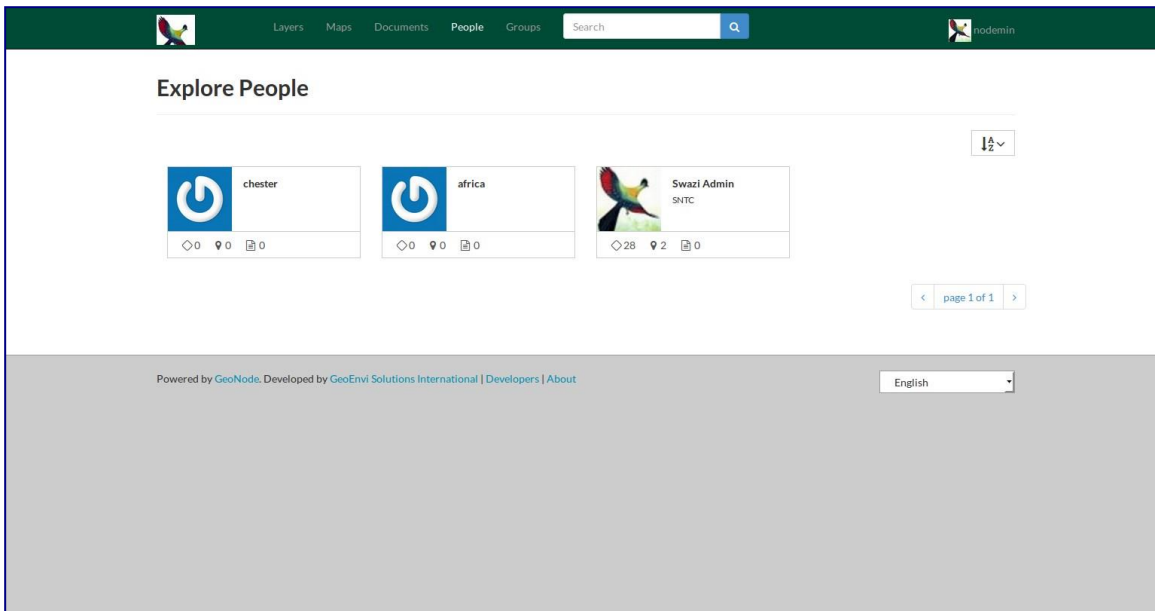 Layers Maps Documents People Groups Search nodemin
Explore People
A
Z
chester
africa
Swazi Admin
SNTC
0 0 0
0 0 0
28 2 0
< page 1 of 1 >
Powered by GeoNode. Developed by GeoEnvi Solutions International | Developers | About
English